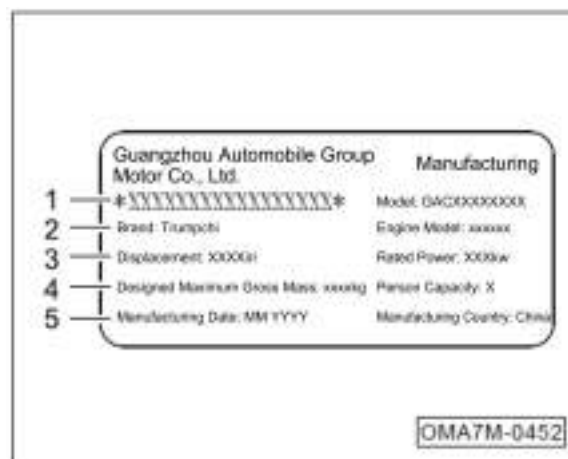 Guangzhou Automobile Group
Motor Co., Ltd.
Manufacturing
1 *XXXXXXXXXXXXXXXXX* Model: GACXXXXXXXX
2 Brand: Trumpchi Engine Model: xxxxxx
3 Displacement: XXXXml Rated Power: XXXkw
4 Designed Maximum Gross Mass: xxxxkg Person Capacity: X
5 Manufacturing Date: MM YYYY Manufacturing Country: China
OMA7M-0452